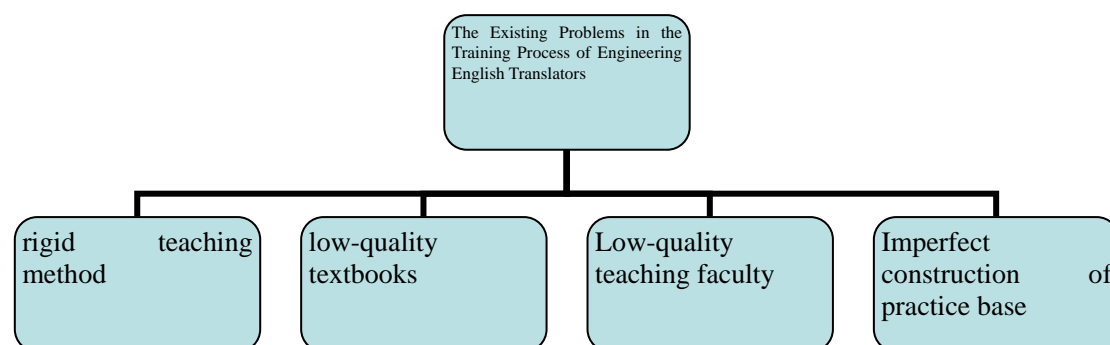 The Existing Problems in the
Training Process of Engineering
English Translators
rigid teaching
method
low-quality
textbooks
Low-quality
teaching faculty
Imperfect
construction of
practice base